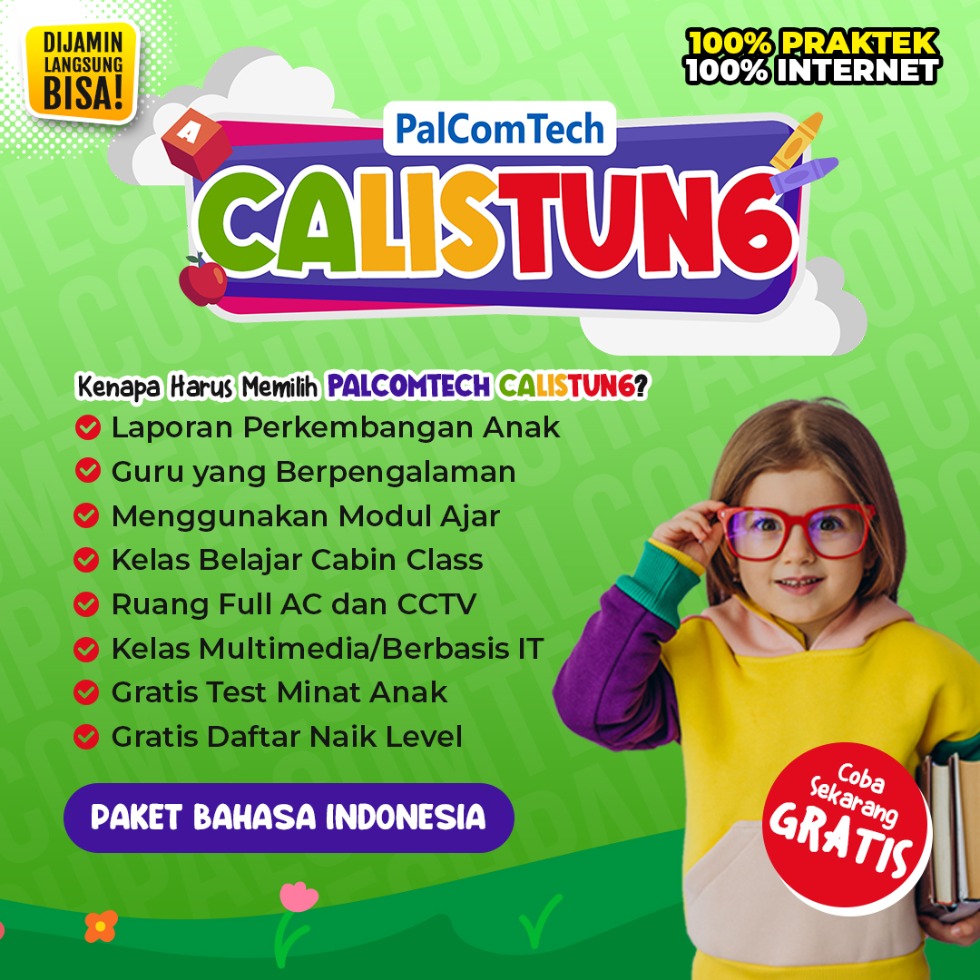 DIJAMIN
LANGSUNG
BISA!
100% PRAKTEK
100% INTERNET
A
PalComTech
CALISTUNG
Kenapa Harus Memilih PALCOMTECH CALISTUNG?
Laporan Perkembangan Anak
Guru yang Berpengalaman
Menggunakan Modul Ajar
Kelas Belajar Cabin Class
Ruang Full AC dan CCTV
Kelas Multimedia/Berbasis IT
Gratis Test Minat Anak
Gratis Daftar Naik Level
PAKET BAHASA INDONESIA
Coba
Sekarang
GRATIS